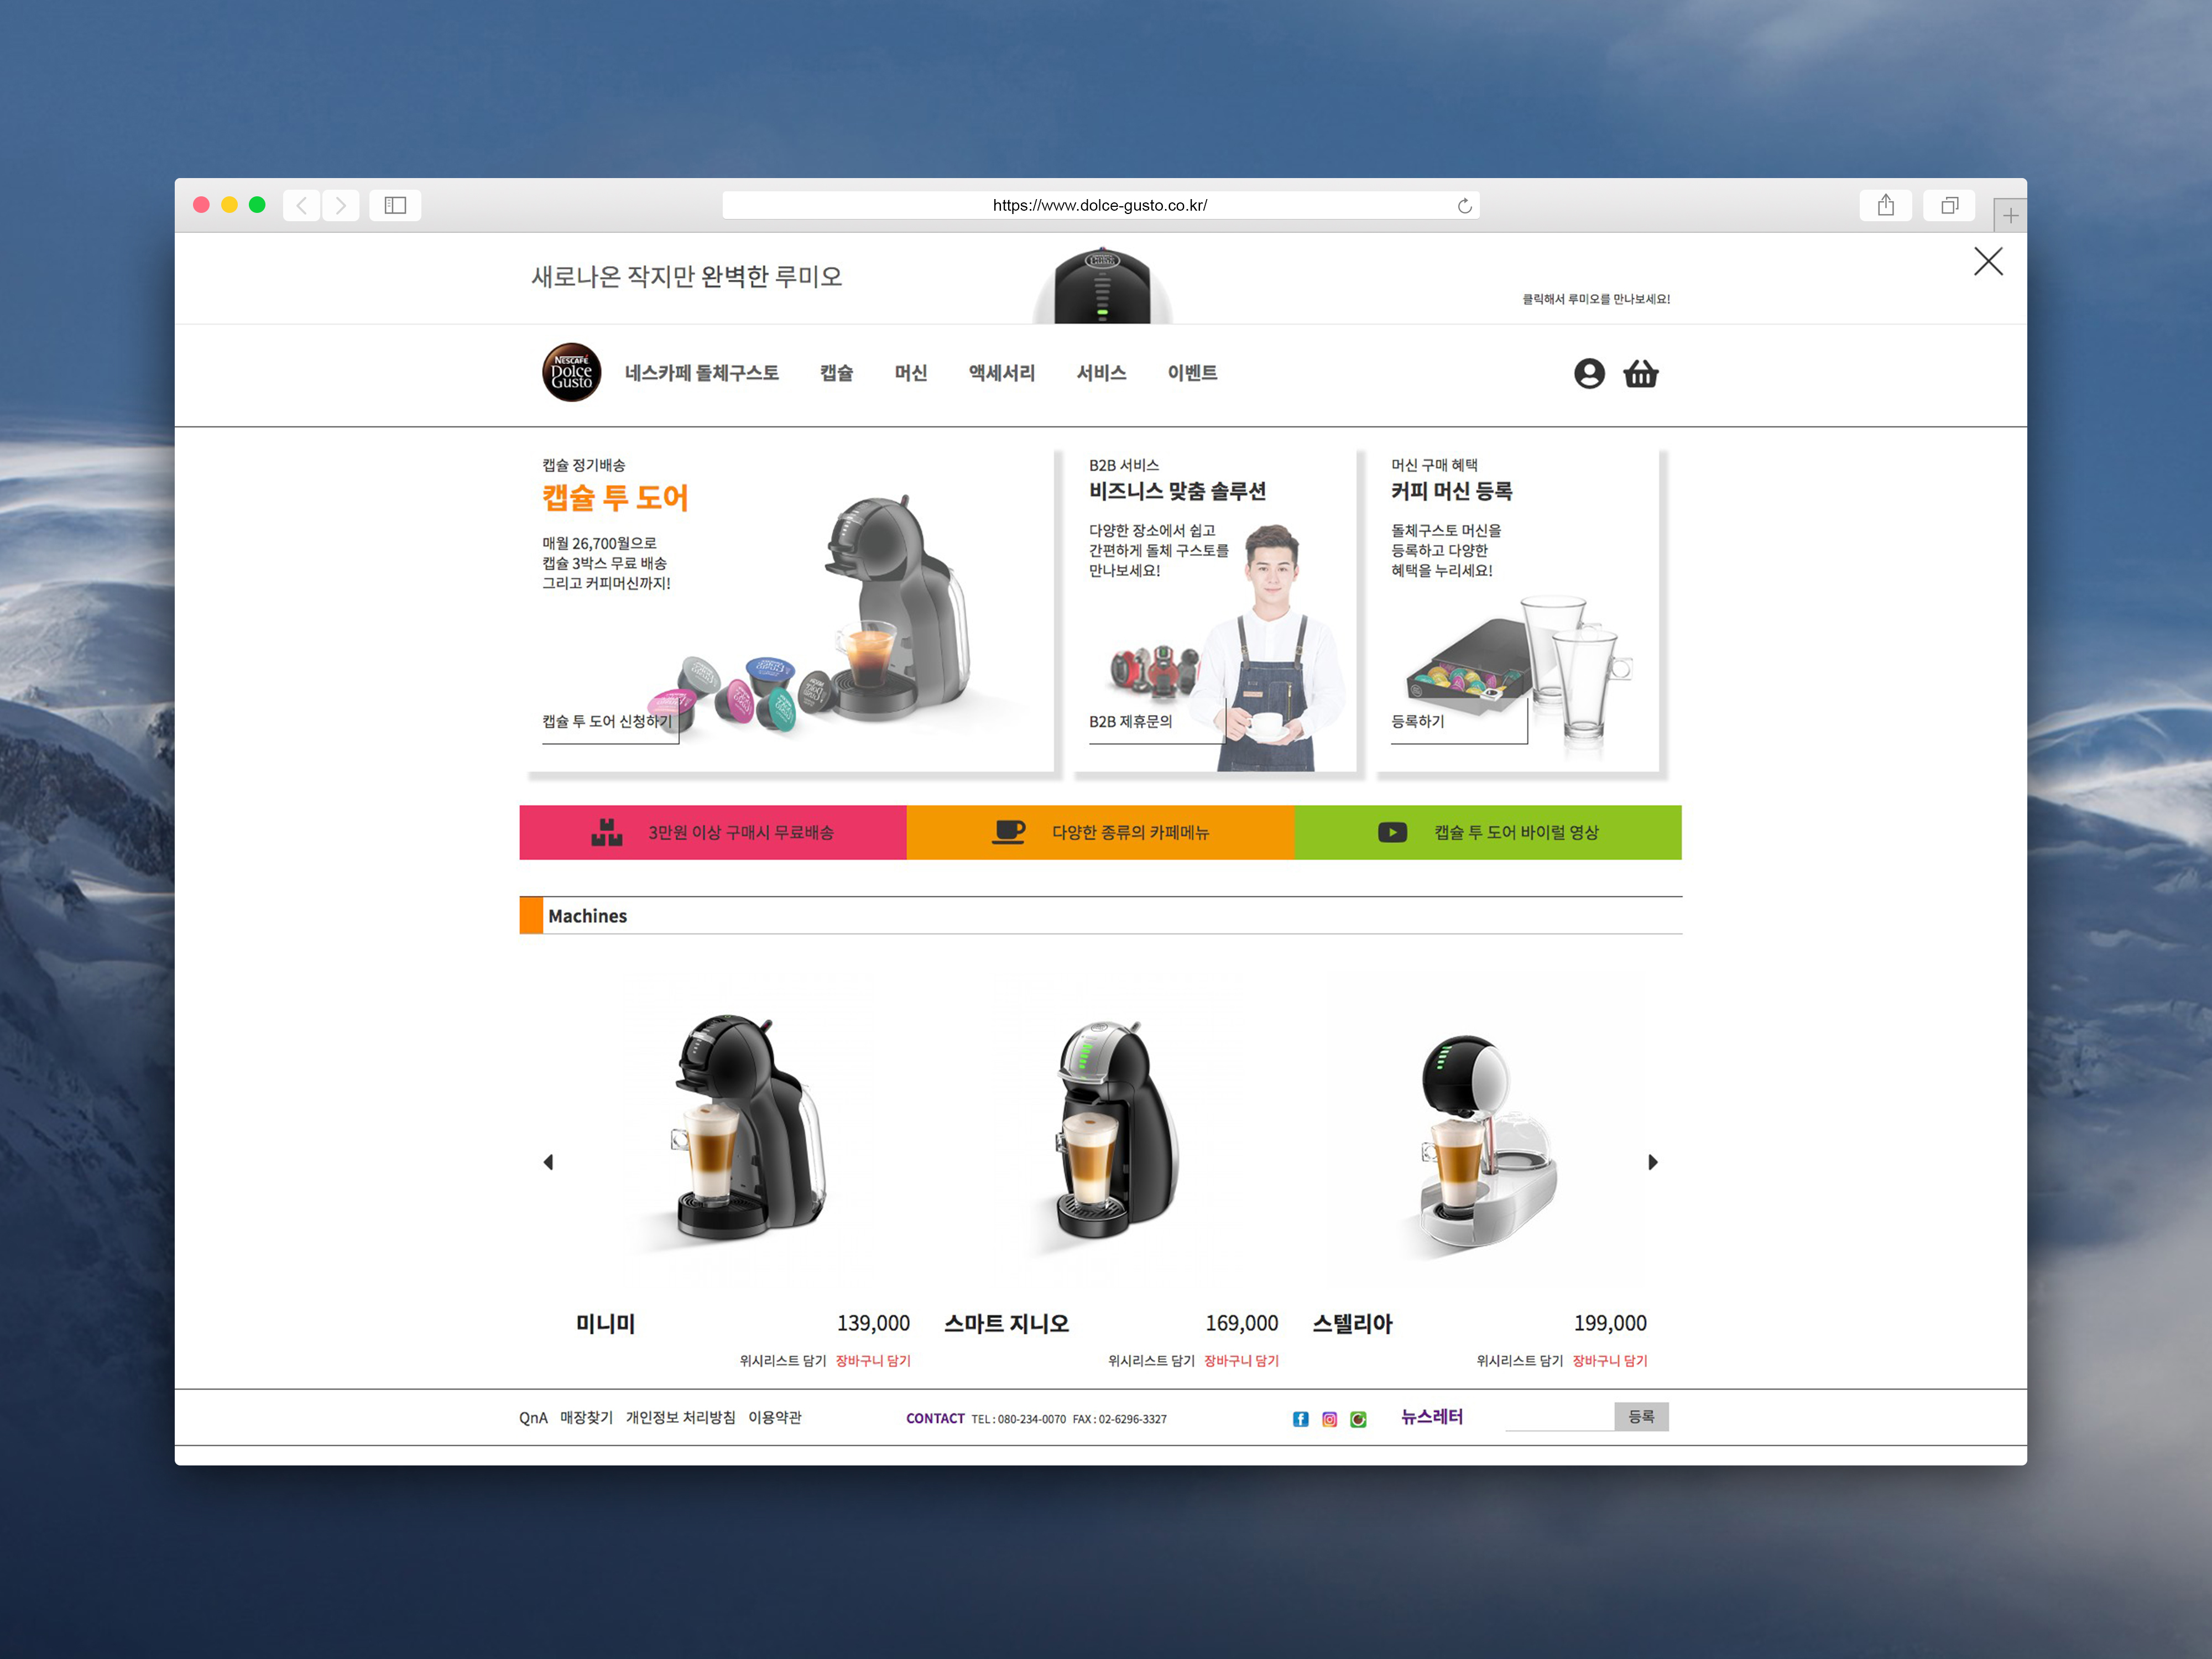 https://www.dolce-gusto.co.kr/
새로나온 작지만 완벽한 루미오
클릭해서 루미오를 만나보세요!
NESCAFÉ
Dolce
Gusto
네스카페 돌체구스토 캡슐 머신 액세서리 서비스 이벤트
캡슐 정기배송
캡슐 투 도어
매월 26,700월으로
캡슐 3박스 무료 배송
그리고 커피머신까지!
캡슐 투 도어 신청하기
B2B 서비스
비즈니스 맞춤 솔루션
다양한 장소에서 쉽고
간편하게 돌체 구스토를
만나보세요!
B2B 제휴문의
머신 구매 혜택
커피 머신 등록
돌체구스토 머신을
등록하고 다양한
혜택을 누리세요!
등록하기
3만원 이상 구매시 무료배송
다양한 종류의 카페메뉴
캡슐 투 도어 바이럴 영상
Machines
미니미 139,000
위시리스트 담기 장바구니 담기
스마트 지니오 169,000
위시리스트 담기 장바구니 담기
스텔리아 199,000
위시리스트 담기 장바구니 담기
QnA 매장찾기 개인정보 처리방침 이용약관
CONTACT TEL : 080-234-0070 FAX : 02-6296-3327
뉴스레터
등록